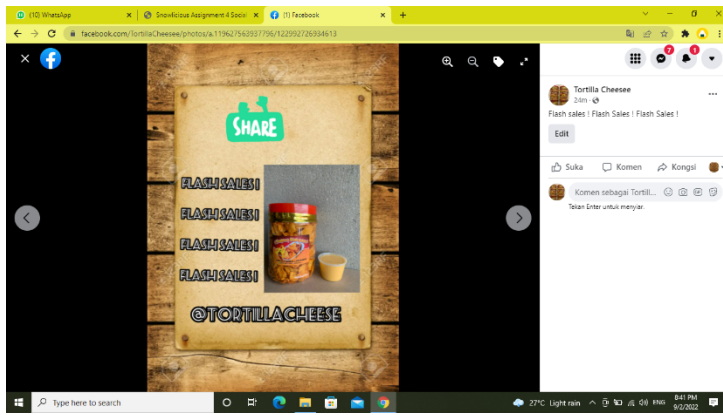 (10) WhatsApp
Snowlicious Assignment 4 Social
(1) Facebook
facebook.com/TortillaCheesee/photos/a.119627563937796/122992726934613
SHARE
FLASH SALES !
FLASH SALES !
FLASH SALES !
FLASH SALES !
@TORTILLACHEESE
7
Tortilla Cheesee
24m
Flash sales ! Flash Sales ! Flash Sales !
Edit
Suka Komen Kongsi
Komen sebagai Tortill...
Tekan Enter untuk menyiar.
Type here to search
27°C Light rain
ENG
8:41 PM
9/2/2022